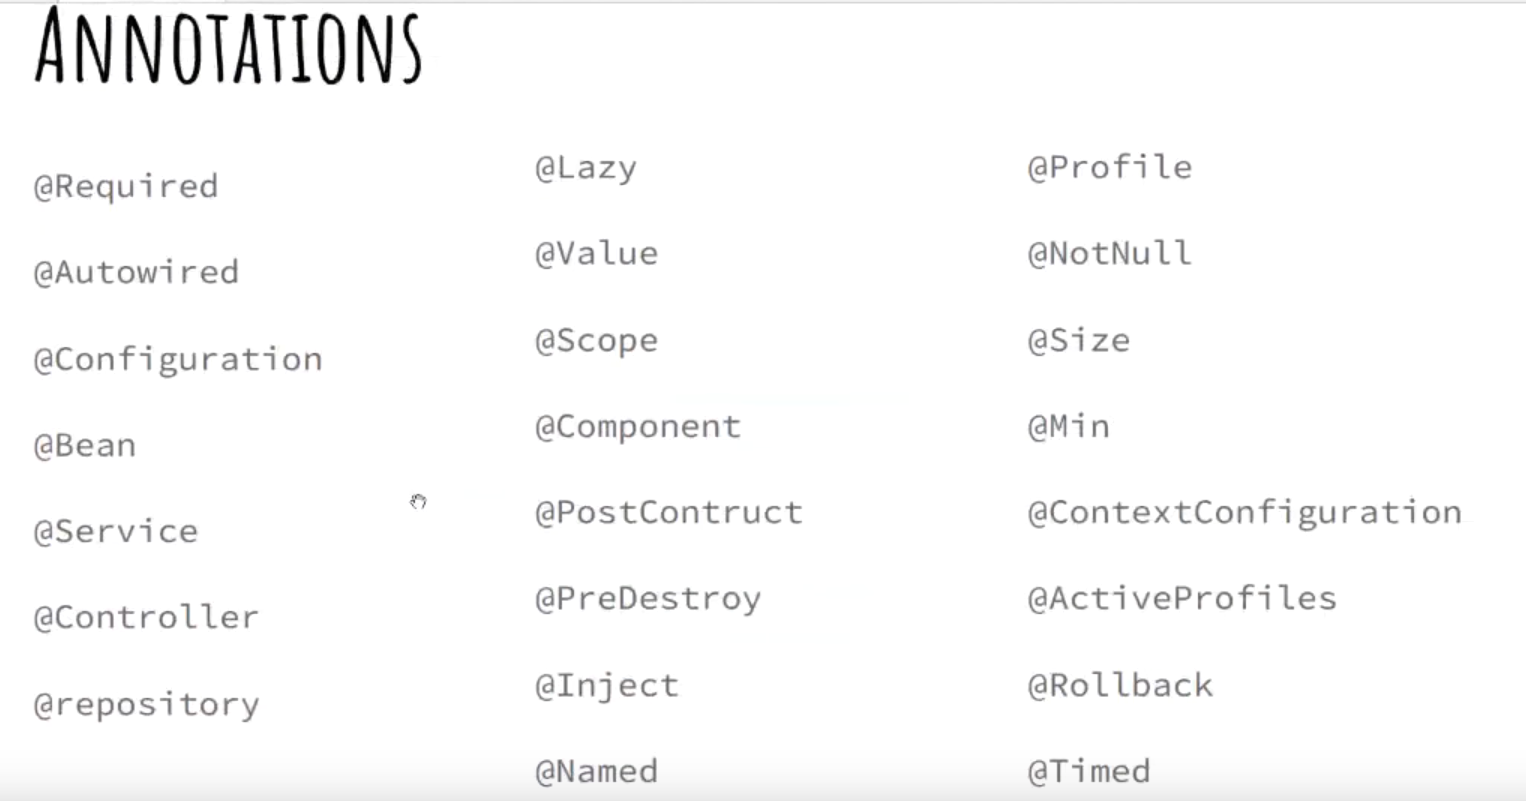 ANNOTATIONS
@Required
@Autowired
@Configuration
@Bean
@Service
@Controller
@repository
@Lazy
@Value
@Scope
@Component
@PostContruct
@PreDestroy
@Inject
@Named
@Profile
@NotNull
@Size
@Min
@ContextConfiguration
@ActiveProfiles
@Rollback
@Timed